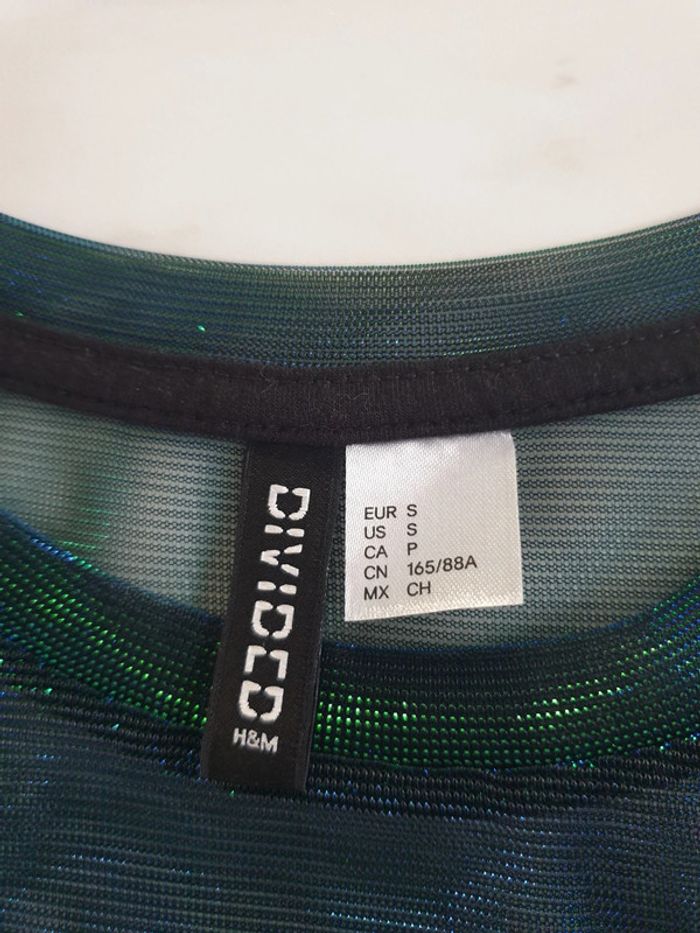 DIVIDED
H&M
EUR S
US S
CA P
CN 165/88A
MX CH